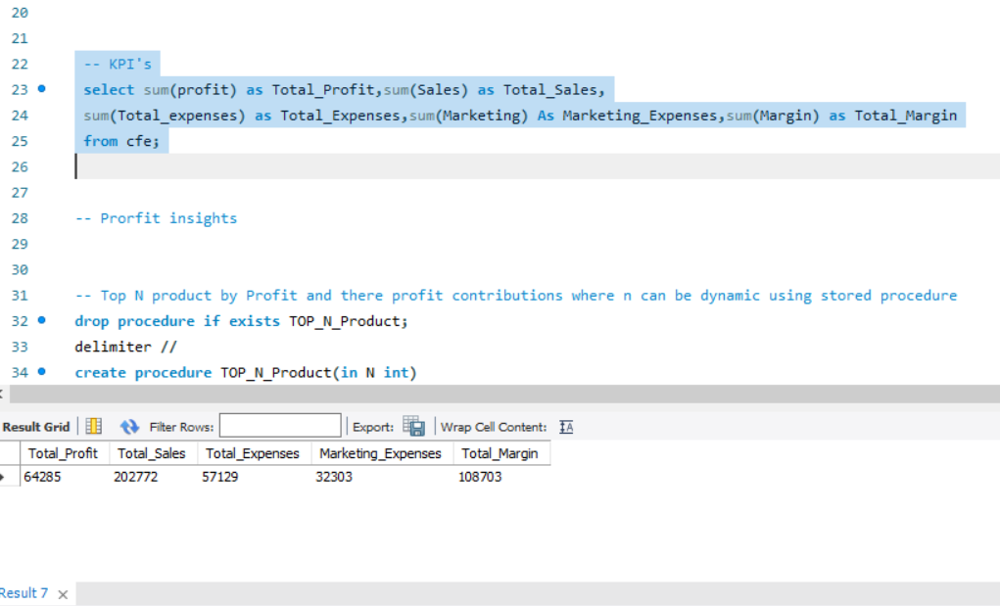 20
21
22 -- KPI's
23 select sum(profit) as Total_Profit,sum(Sales) as Total_Sales,
24 sum(Total_expenses) as Total_Expenses,sum(Marketing) As Marketing_Expenses,sum(Margin) as Total_Margin
25 from cfe;
26
27
28 -- Prorfit insights
29
30
31 -- Top N product by Profit and there profit contributions where n can be dynamic using stored procedure
32 drop procedure if exists TOP_N_Product;
33 delimiter //
34 create procedure TOP_N_Product(in N int)
Result Grid Filter Rows: Export: Wrap Cell Content: IA
Total_Profit Total_Sales Total_Expenses Marketing_Expenses Total_Margin
64285 202772 57129 32303 108703
Result 7 ×